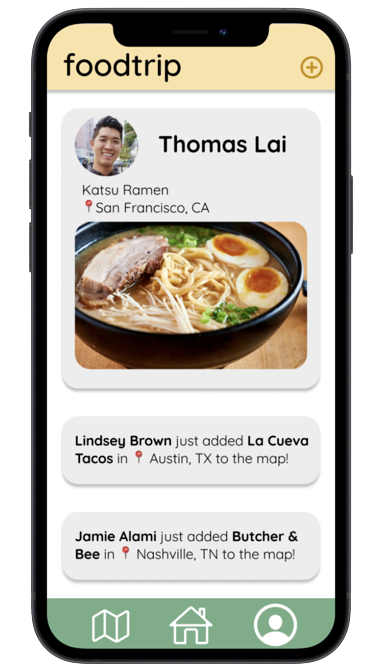 foodtrip
Thomas Lai
Katsu Ramen
📍San Francisco, CA
Lindsey Brown just added La Cueva
Tacos in 📍 Austin, TX to the map!
Jamie Alami just added Butcher &
Bee in 📍 Nashville, TN to the map!